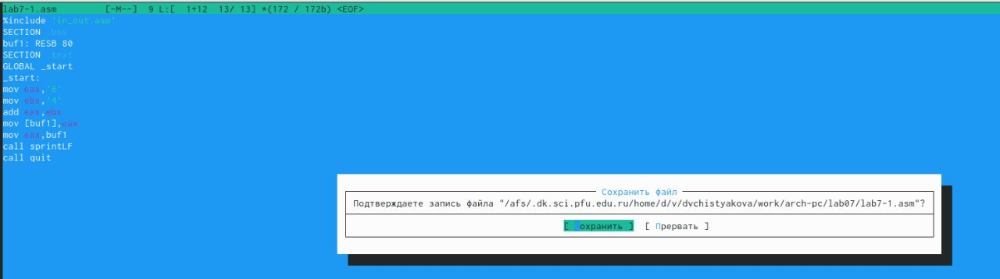 lab7-1.asm [-M--] 9 L:[ 1+12 13/ 13] *(172 / 172b) <EOF>
%include 'in_out.asm'
SECTION .bss
buf1: RESB 80
SECTION .text
GLOBAL _start
_start:
mov eax,'6'
mov ebx,'4'
add eax,ebx
mov [buf1],eax
mov eax,buf1
call sprintLF
call quit
Сохранить файл
Подтверждаете запись файла "/afs/.dk.sci.pfu.edu.ru/home/d/v/dvchistyakova/work/arch-pc/lab07/lab7-1.asm"?
[ Сохранить ] [ Прервать ]